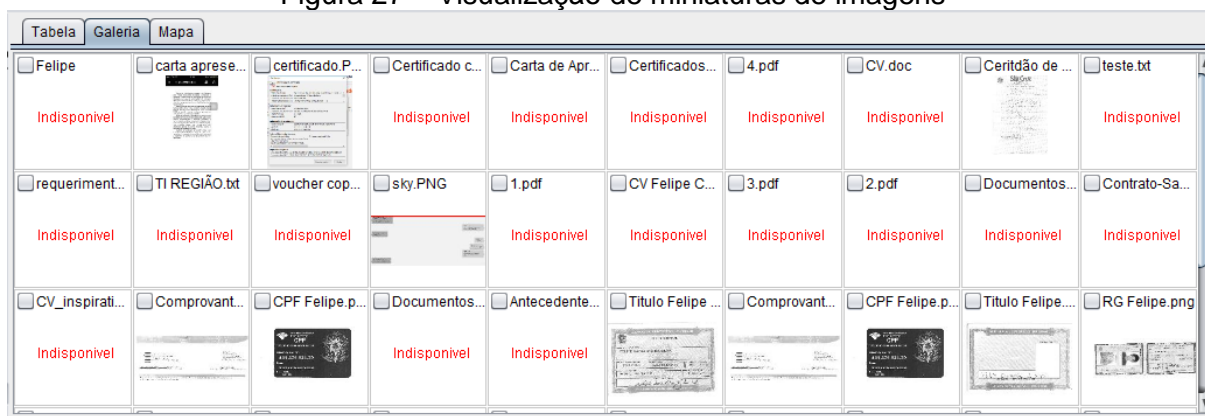 Figura 27 – Visualização de miniaturas de imagens
Tabela Galeria Mapa
Felipe carta aprese... certificado.P... Certificado c... Carta de Apr... Certificados... 4.pdf CV.doc Ceritdão de ... teste.txt
Indisponivel Indisponivel Indisponivel Indisponivel Indisponivel Indisponivel Indisponivel
requeriment... TI REGIÃO.txt voucher cop... sky.PNG 1.pdf CV Felipe C... 3.pdf 2.pdf Documentos... Contrato-Sa...
Indisponivel Indisponivel Indisponivel Indisponivel Indisponivel Indisponivel Indisponivel Indisponivel Indisponivel
CV_inspirati... Comprovant... CPF Felipe.p... Documentos... Antecedente... Titulo Felipe ... Comprovant... CPF Felipe.p... Titulo Felipe.... RG Felipe.png
CPF CPF
Indisponivel Indisponivel Indisponivel